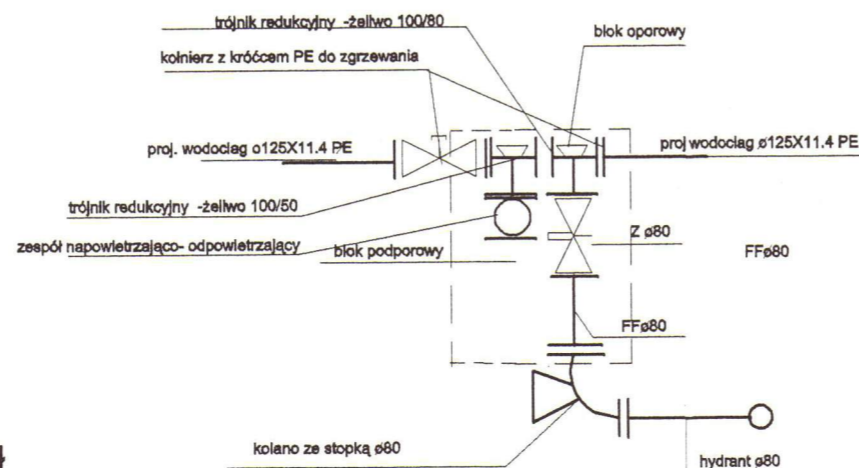 trójnik redukcyjny -żeliwo 100/80
blok oporowy
kołnierz z króćcem PE do zgrzewania
proj. wodociąg o125X11.4 PE
proj wodociąg ø125X11.4 PE
trójnik redukcyjny -żeliwo 100/50
zespół napowietrzająco- odpowietrzający
blok podporowy
Z ø80
FFø80
FFø80
kolano ze stopką ø80
hydrant ø80